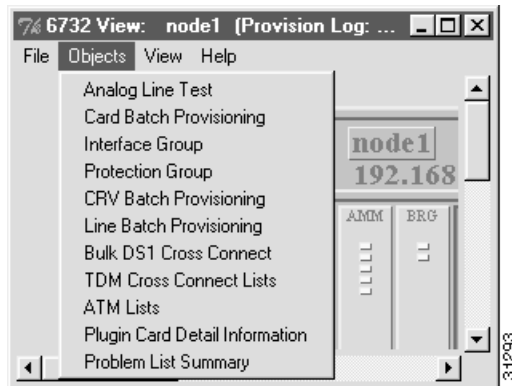 7% 6732 View: node1 (Provision Log: ...
File Objects View Help
Analog Line Test
Card Batch Provisioning
Interface Group
Protection Group
CRV Batch Provisioning
Line Batch Provisioning
Bulk DS1 Cross Connect
TDM Cross Connect Lists
ATM Lists
Plugin Card Detail Information
Problem List Summary
node1
192.168
AMM BRG
31293